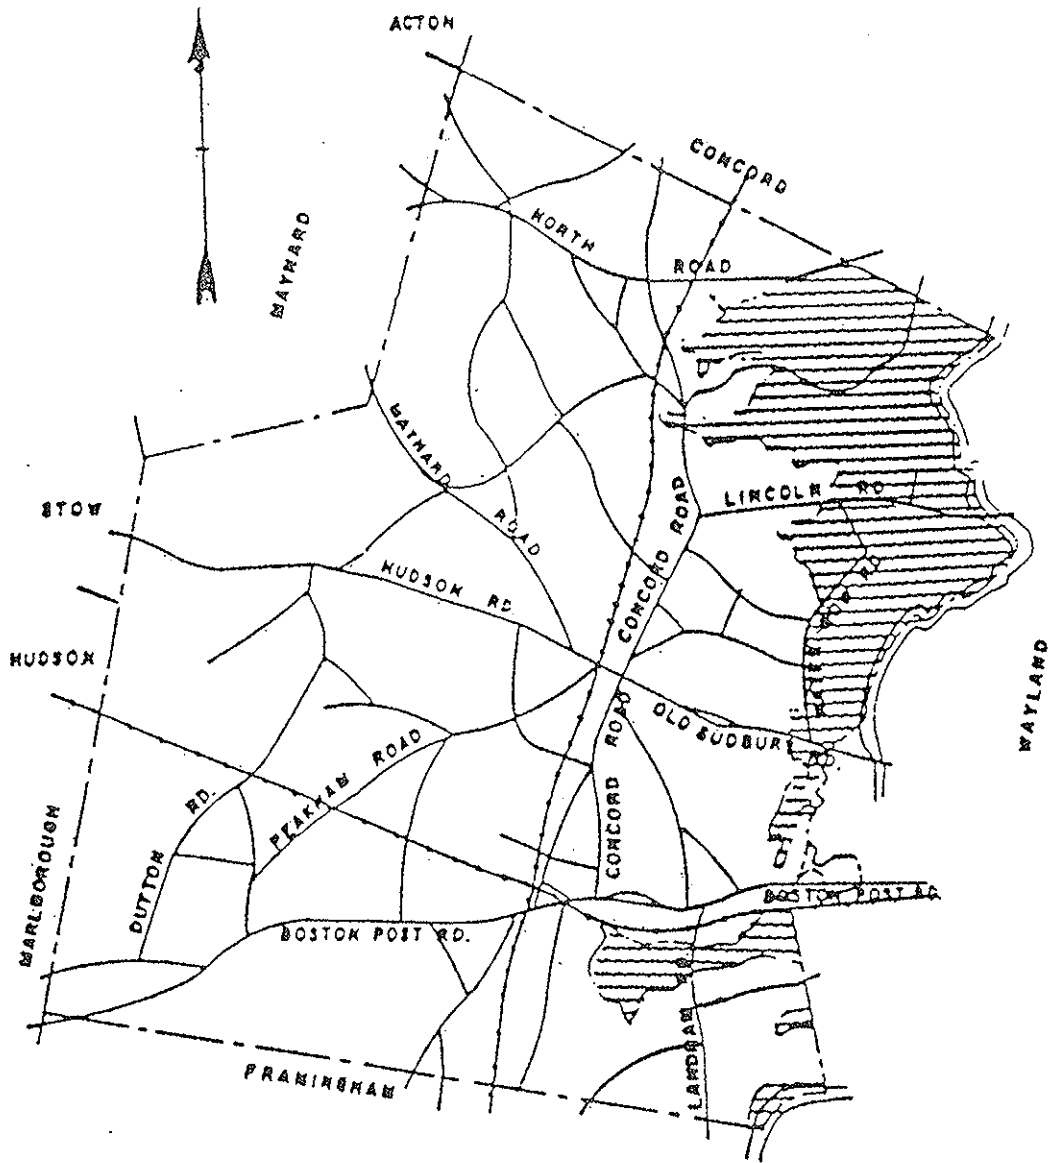 ACTON
CONCORD
MAYNARD
NORTH ROAD
MAYNARD ROAD
STOW
LINCOLN RD
CONCORD ROAD
HUDSON RD.
HUDSON
WAYLAND
OLD SUDBURY
CONCORD ROAD
PEAKHAM ROAD
DUTTON RD.
MARLBOROUGH
BOSTON POST RD.
BOSTON POST RD.
LANDHAM
FRAMINGHAM